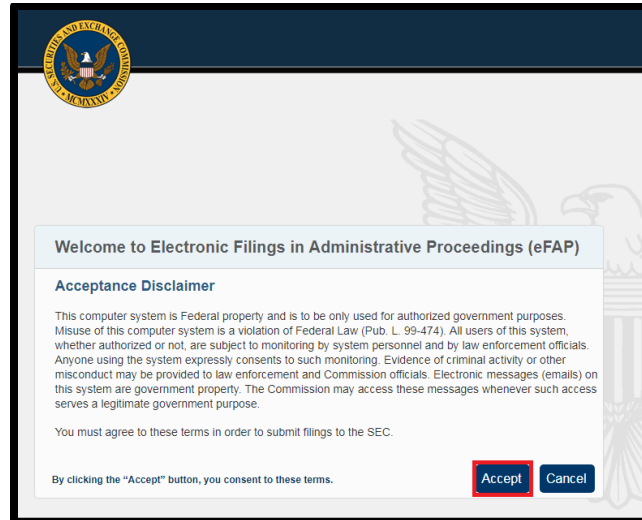 U.S. SECURITIES AND EXCHANGE COMMISSION
MCMXXXIV
Welcome to Electronic Filings in Administrative Proceedings (eFAP)
Acceptance Disclaimer
This computer system is Federal property and is to be only used for authorized government purposes.
Misuse of this computer system is a violation of Federal Law (Pub. L. 99-474). All users of this system,
whether authorized or not, are subject to monitoring by system personnel and by law enforcement officials.
Anyone using the system expressly consents to such monitoring. Evidence of criminal activity or other
misconduct may be provided to law enforcement and Commission officials. Electronic messages (emails) on
this system are government property. The Commission may access these messages whenever such access
serves a legitimate government purpose.
You must agree to these terms in order to submit filings to the SEC.
By clicking the “Accept” button, you consent to these terms.
Accept
Cancel